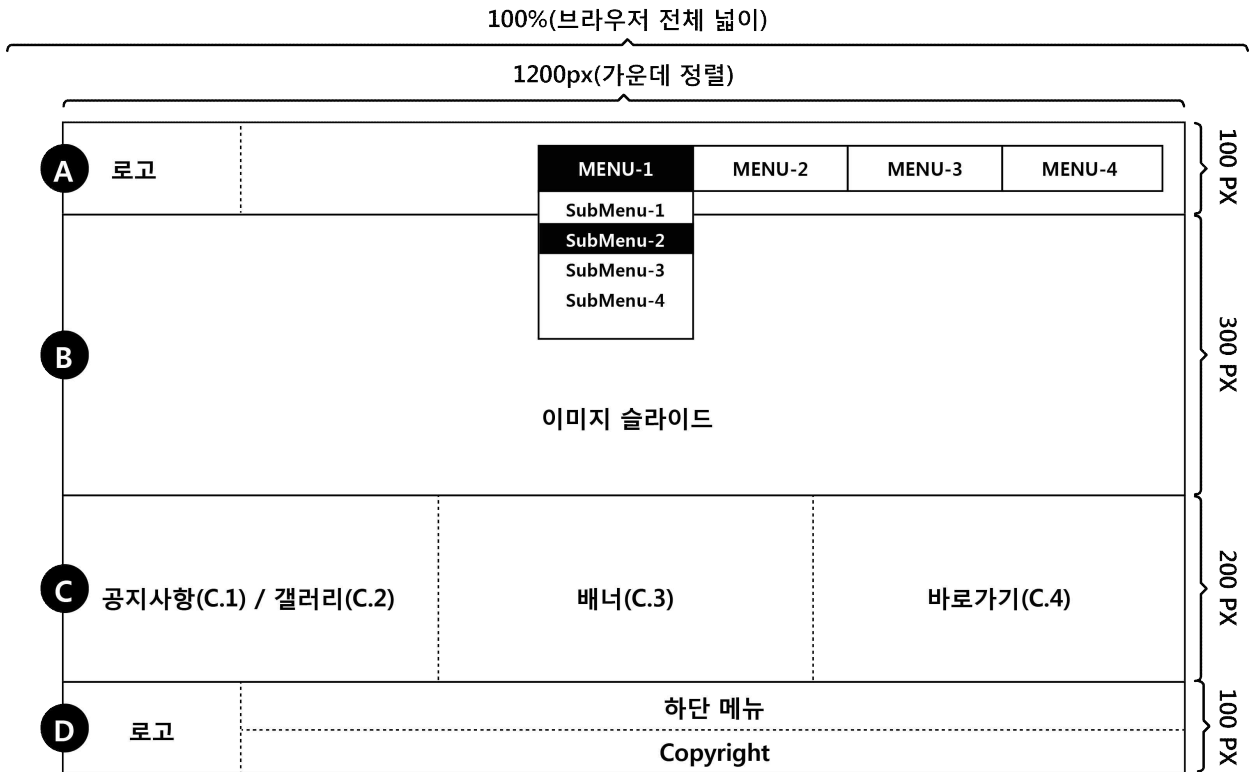 100%(브라우저 전체 넓이)
1200px(가운데 정렬)
A
로고
MENU-1
MENU-2
MENU-3
MENU-4
100 PX
SubMenu-1
SubMenu-2
SubMenu-3
SubMenu-4
B
이미지 슬라이드
300 PX
C
공지사항(C.1) / 갤러리(C.2)
배너(C.3)
바로가기(C.4)
200 PX
D
로고
하단 메뉴
Copyright
100 PX